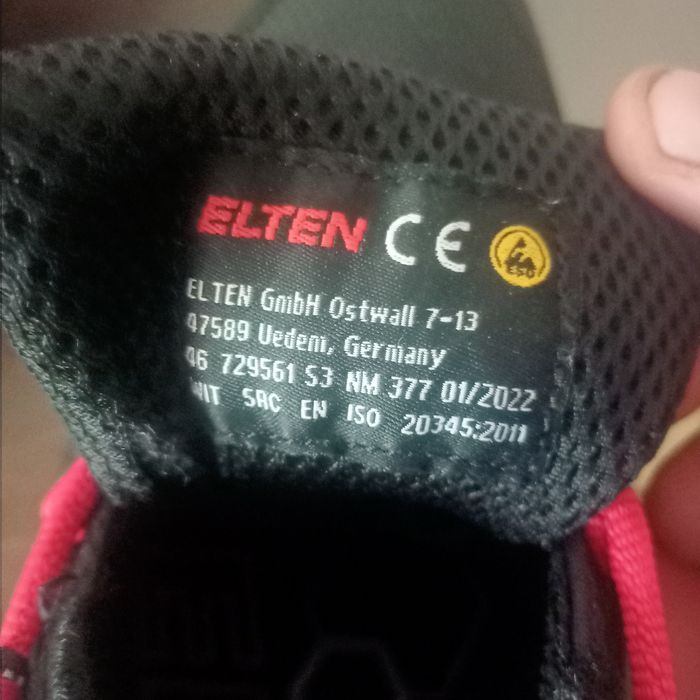 ELTEN CE ESD
ELTEN GmbH Ostwall 7-13
47589 Uedem, Germany
46 729561 S3 NM 377 01/2022
SRC EN ISO 20345:2011